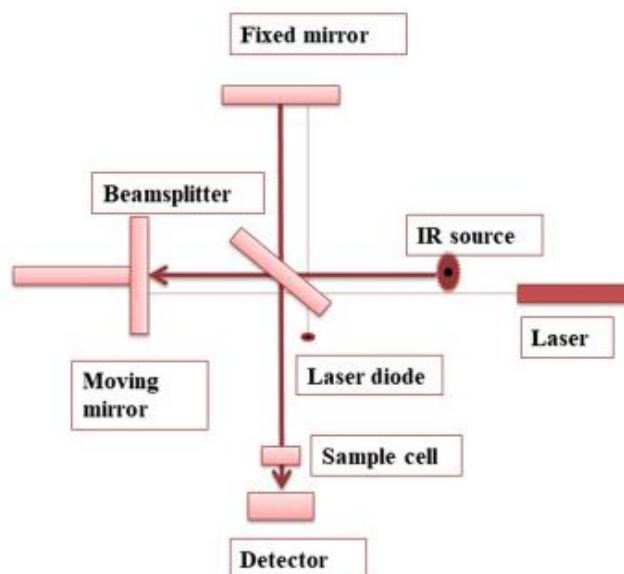 Fixed mirror
Beamsplitter
IR source
Laser
Moving
mirror
Laser diode
Sample cell
Detector